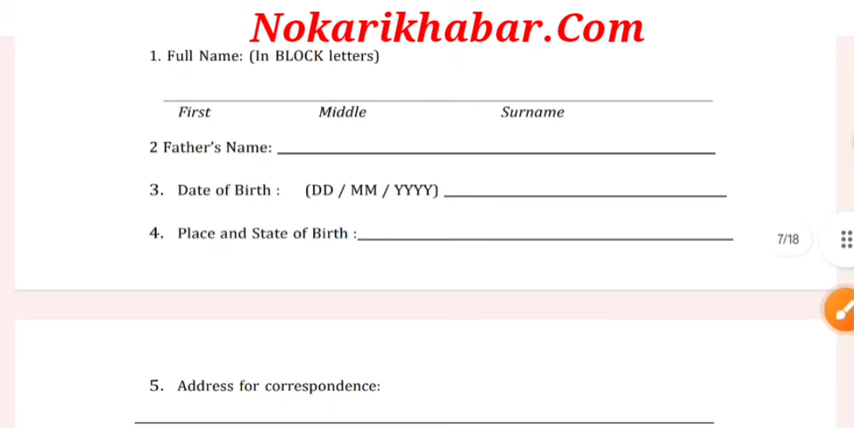 Nokarikhabar.Com
1. Full Name: (In BLOCK letters)
First Middle Surname
2 Father's Name:
3. Date of Birth : (DD / MM / YYYY)
4. Place and State of Birth :
7/18
5. Address for correspondence: